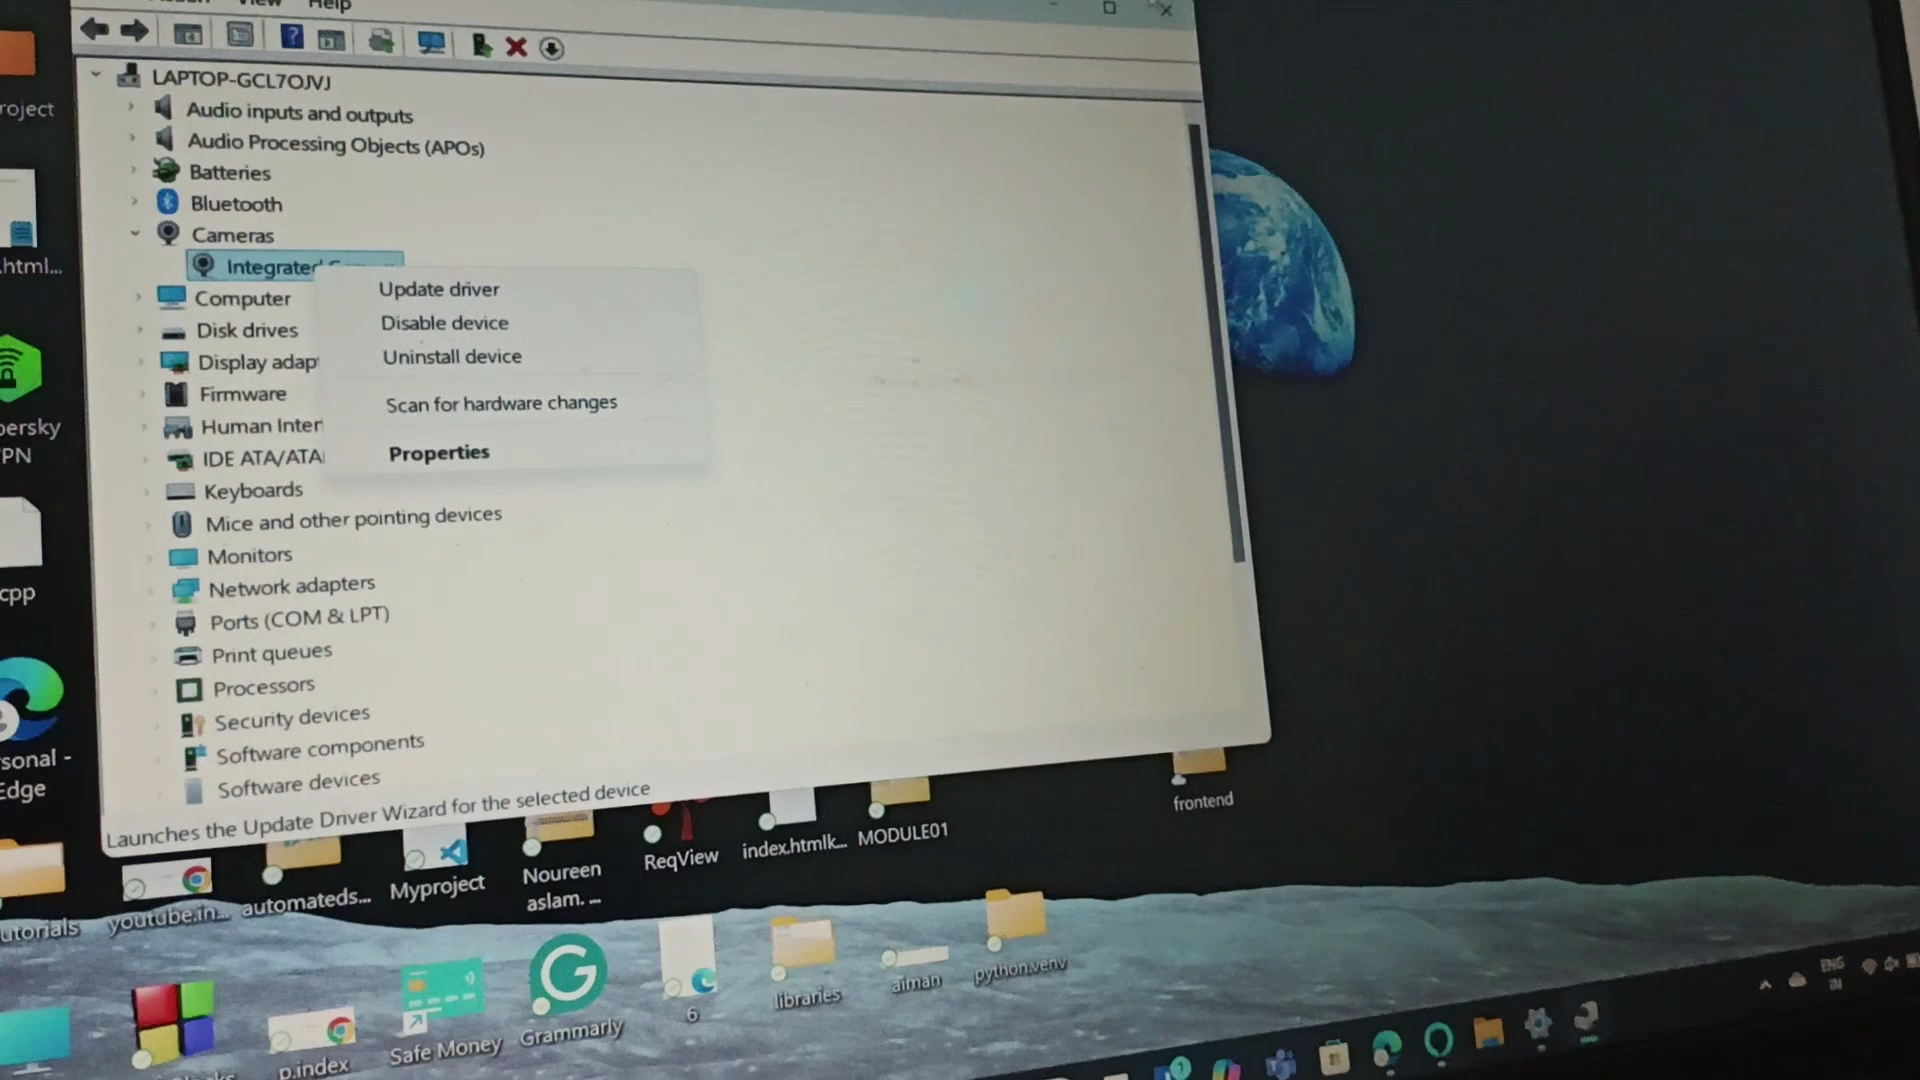 View Help
LAPTOP-GCL7OJVJ
Audio inputs and outputs
Audio Processing Objects (APOs)
Batteries
Bluetooth
Cameras
Integrated
Update driver
Disable device
Uninstall device
Scan for hardware changes
Properties
Computer
Disk drives
Display adap
Firmware
Human Inter
IDE ATA/ATA
Keyboards
Mice and other pointing devices
Monitors
Network adapters
Ports (COM & LPT)
Print queues
Processors
Security devices
Software components
Software devices
Launches the Update Driver Wizard for the selected device
roject
.html...
persky
PN
cpp
sonal -
Edge
utorials
youtube.in...
automateds...
Myproject
Noureen
aslam. ...
ReqView
index.htmlk...
MODULE01
frontend
p.index
Safe Money
Grammarly
6
libraries
aiman
python.venv
ENG
IN
1